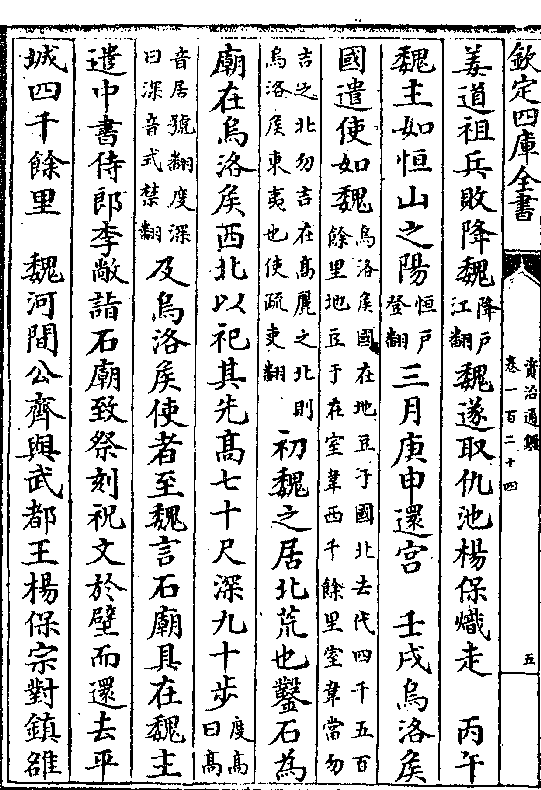 欽定四庫全書
資治通鑑
卷一百二十四
五
姜道祖兵敗降魏降戶江翻魏遂取仇池楊保熾走 丙午
魏主如恒山之陽恒戶登翻三月庚申還宮 壬戌烏洛侯
國遣使如魏烏洛侯國在地豆于國北去代四千五百餘里地豆于在室韋西千餘里室韋當勿
吉之北勿吉在高麗之北則烏洛侯東夷也使疏吏翻初魏之居北荒也鑿石為
廟在烏洛侯西北以祀其先高七十尺深九十步度高曰高
音居號翻度深曰深音式禁翻及烏洛侯使者至魏言石廟具在魏主
遣中書侍郎李敞詣石廟致祭刻祝文於壁而還去平
城四千餘里 魏河間公齊與武都王楊保宗對鎮雒